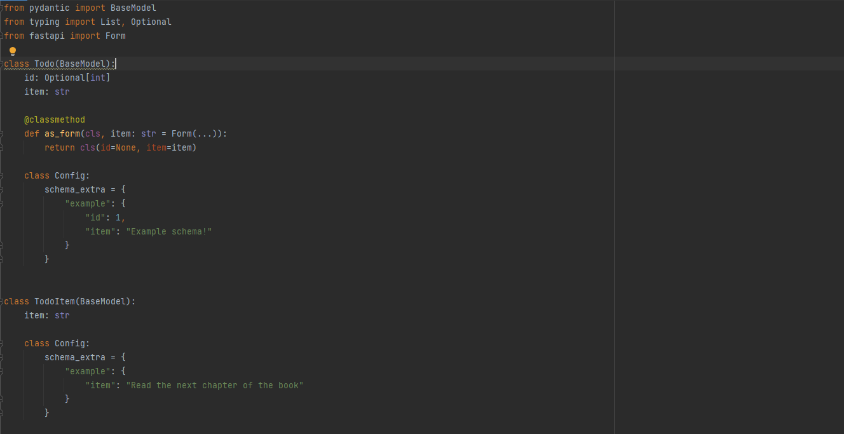 from pydantic import BaseModel
from typing import List, Optional
from fastapi import Form
class Todo(BaseModel):
    id: Optional[int]
    item: str
    @classmethod
    def as_form(cls, item: str = Form(...)):
        return cls(id=None, item=item)
    class Config:
        schema_extra = {
            "example": {
                "id": 1,
                "item": "Example schema!"
            }
        }
class TodoItem(BaseModel):
    item: str
    class Config:
        schema_extra = {
            "example": {
                "item": "Read the next chapter of the book"
            }
        }